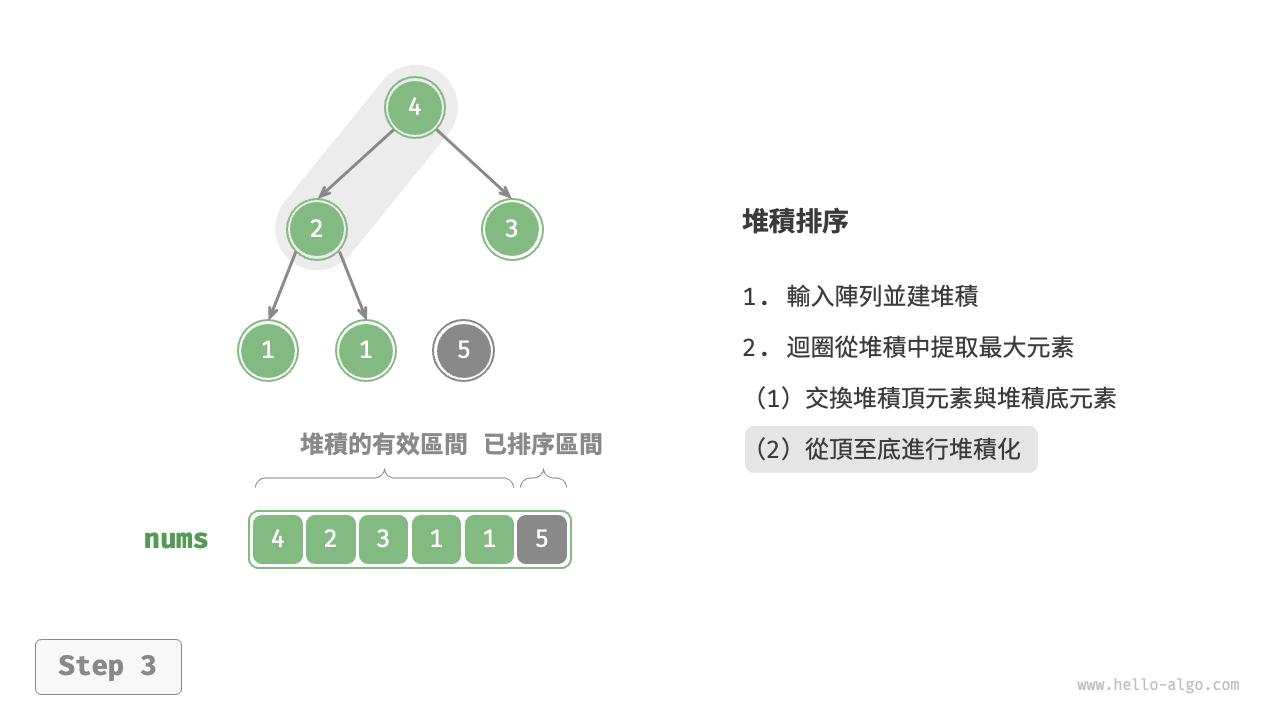 4
2 3
1 1 5
堆積的有效區間 已排序區間
nums 4 2 3 1 1 5
堆積排序
1. 輸入陣列並建堆積
2. 迴圈從堆積中提取最大元素
（1）交換堆積頂元素與堆積底元素
（2）從頂至底進行堆積化
Step 3
www.hello-algo.com